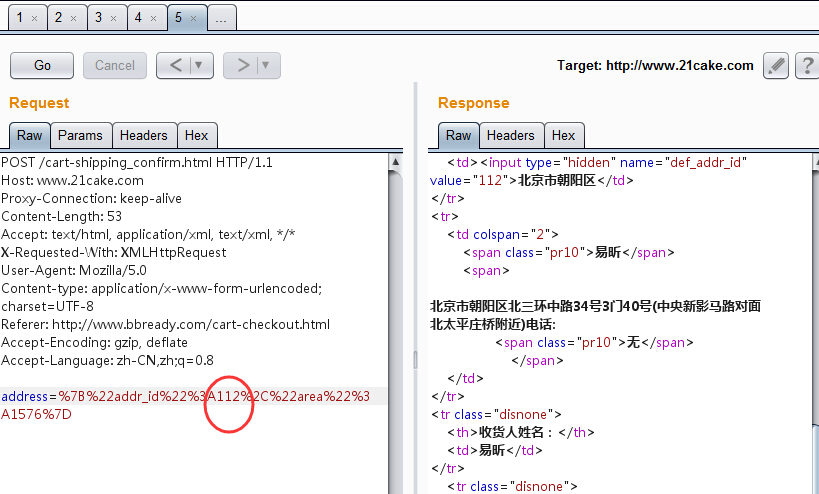 1 × 2 × 3 × 4 × 5 × ...
Go Cancel < > Target: http://www.21cake.com ?
Request
Raw Params Headers Hex
POST /cart-shipping_confirm.html HTTP/1.1
Host: www.21cake.com
Proxy-Connection: keep-alive
Content-Length: 53
Accept: text/html, application/xml, text/xml, */*
X-Requested-With: XMLHttpRequest
User-Agent: Mozilla/5.0
Content-type: application/x-www-form-urlencoded;
charset=UTF-8
Referer: http://www.bbready.com/cart-checkout.html
Accept-Encoding: gzip, deflate
Accept-Language: zh-CN,zh;q=0.8
address=%7B%22addr_id%22%3A112%2C%22area%22%3
A1576%7D
Response
Raw Headers Hex
<td><input type="hidden" name="def_addr_id"
value="112">北京市朝阳区</td>
</tr>
<tr>
<td colspan="2">
<span class="pr10">易昕</span>
<span>
北京市朝阳区北三环中路34号3门40号(中央新影马路对面
北太平庄桥附近)电话:
<span class="pr10">无</span>
</span>
</td>
</tr>
<tr class="disnone">
<th>收货人姓名：</th>
<td>易昕</td>
</tr>
<tr class="disnone">